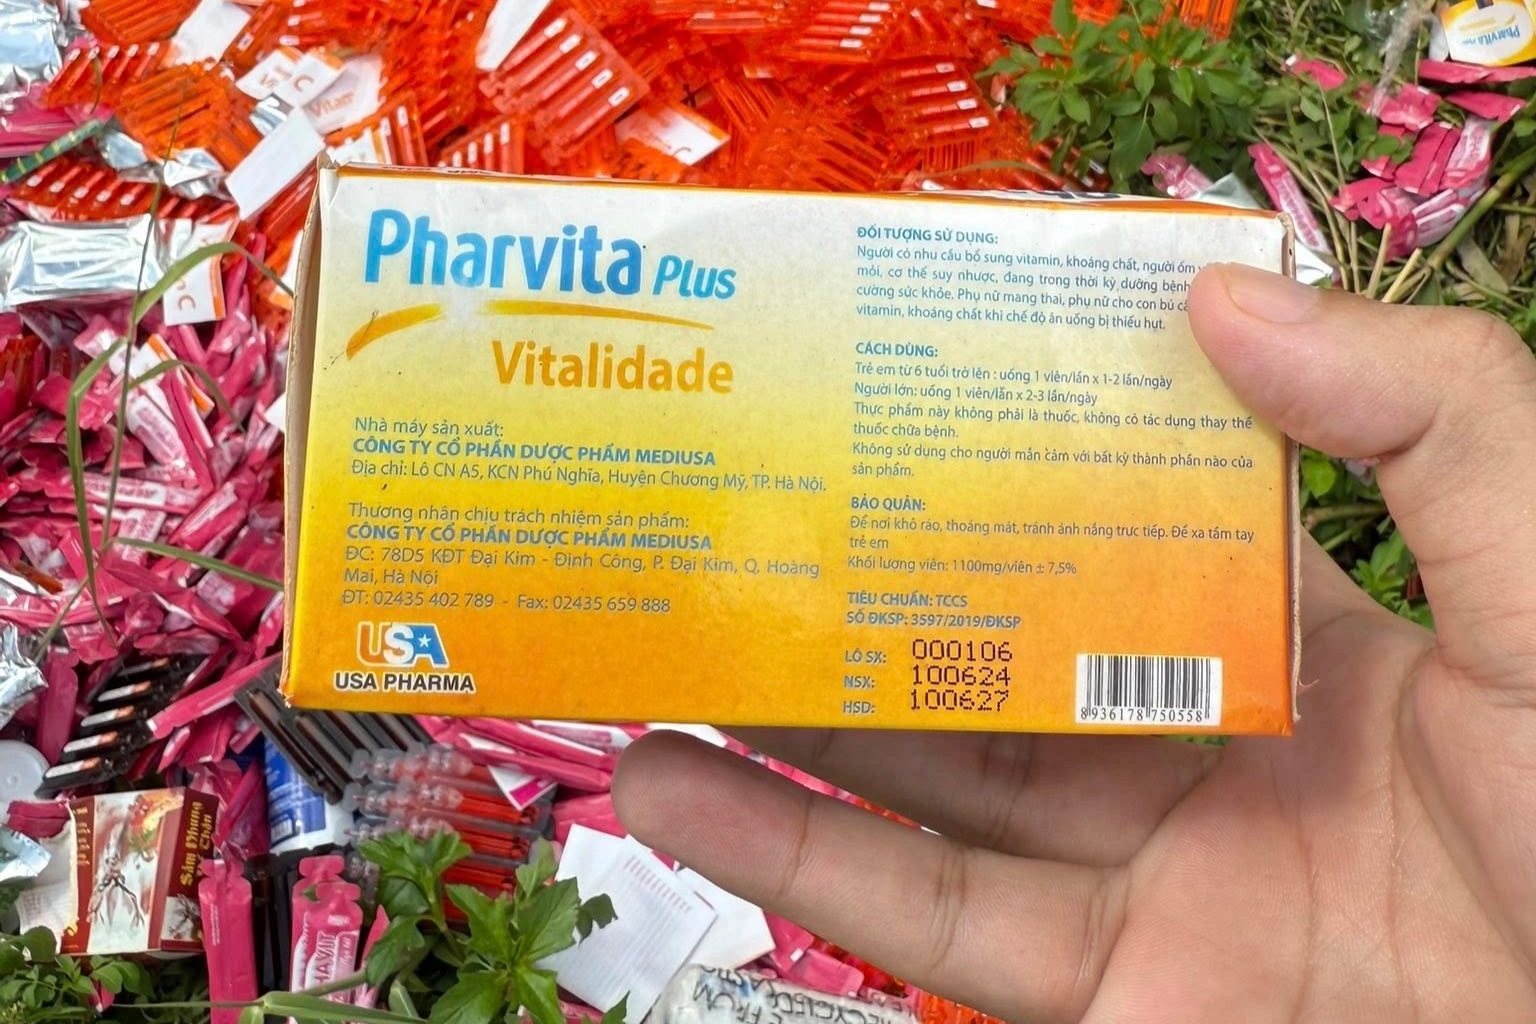 Pharvita Plus
Vitalidade
Nhà máy sản xuất:
CÔNG TY CỔ PHẦN DƯỢC PHẨM MEDIUSA
Địa chỉ: Lô CN A5, KCN Phú Nghĩa, Huyện Chương Mỹ, TP. Hà Nội.
Thương nhân chịu trách nhiệm sản phẩm:
CÔNG TY CỔ PHẦN DƯỢC PHẨM MEDIUSA
ĐC: 78D5 KĐT Đại Kim - Định Công, P. Đại Kim, Q. Hoàng
Mai, Hà Nội
ĐT: 02435 402 789 - Fax: 02435 659 888
USA
USA PHARMA
ĐỐI TƯỢNG SỬ DỤNG:
Người có nhu cầu bổ sung vitamin, khoáng chất, người ốm
mỏi, cơ thể suy nhược, đang trong thời kỳ dưỡng bệnh
cường sức khỏe. Phụ nữ mang thai, phụ nữ cho con bú
vitamin, khoáng chất khi chế độ ăn uống bị thiếu hụt.
CÁCH DÙNG:
Trẻ em từ 6 tuổi trở lên : uống 1 viên/lần x 1-2 lần/ngày
Người lớn: uống 1 viên/lần x 2-3 lần/ngày
Thực phẩm này không phải là thuốc, không có tác dụng thay thế
thuốc chữa bệnh.
Không sử dụng cho người mẫn cảm với bất kỳ thành phần nào của
sản phẩm.
BẢO QUẢN:
Để nơi khô ráo, thoáng mát, tránh ánh nắng trực tiếp. Để xa tầm tay
trẻ em
Khối lượng viên: 1100mg/viên ± 7,5%
TIÊU CHUẨN: TCCS
SỐ ĐKSP: 3597/2019/ĐKSP
LÔ SX: 000106
NSX: 100624
HSD: 100627
8 936178 750558
Pharvita
C
C
C
Sâm Nhung